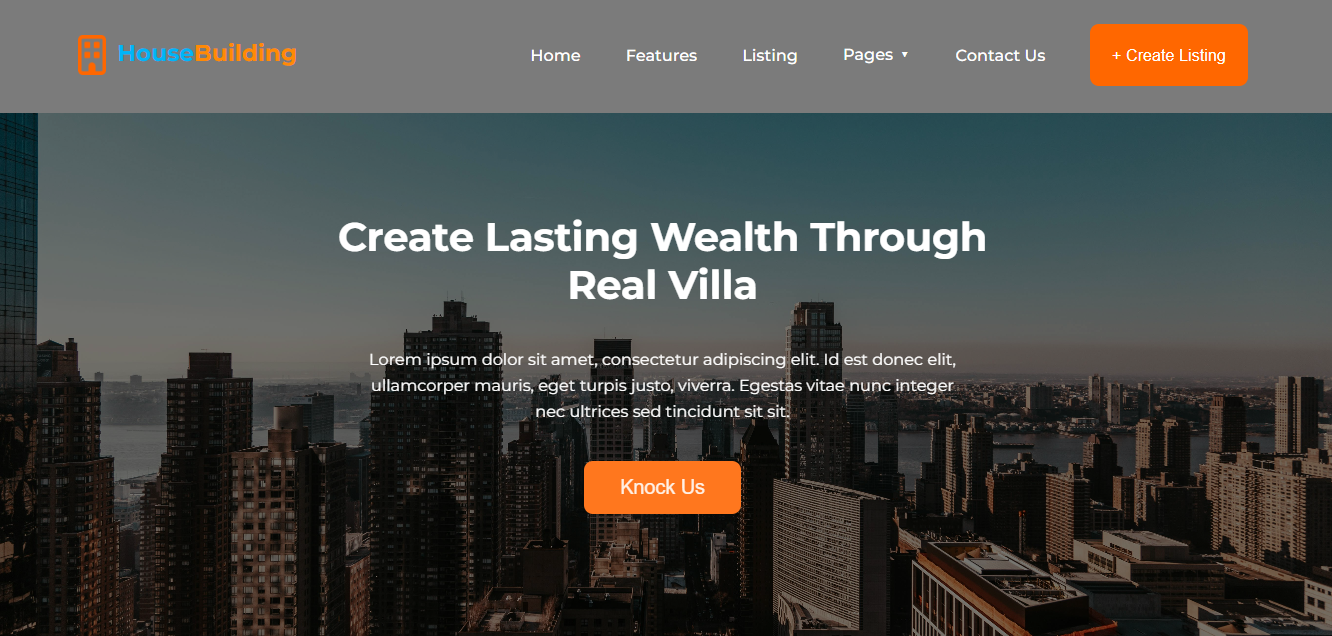 HouseBuilding
Home
Features
Listing
Pages ▼
Contact Us
+ Create Listing
Create Lasting Wealth Through
Real Villa
Lorem ipsum dolor sit amet, consectetur adipiscing elit. Id est donec elit,
ullamcorper mauris, eget turpis justo, viverra. Egestas vitae nunc integer
nec ultrices sed tincidunt sit sit.
Knock Us